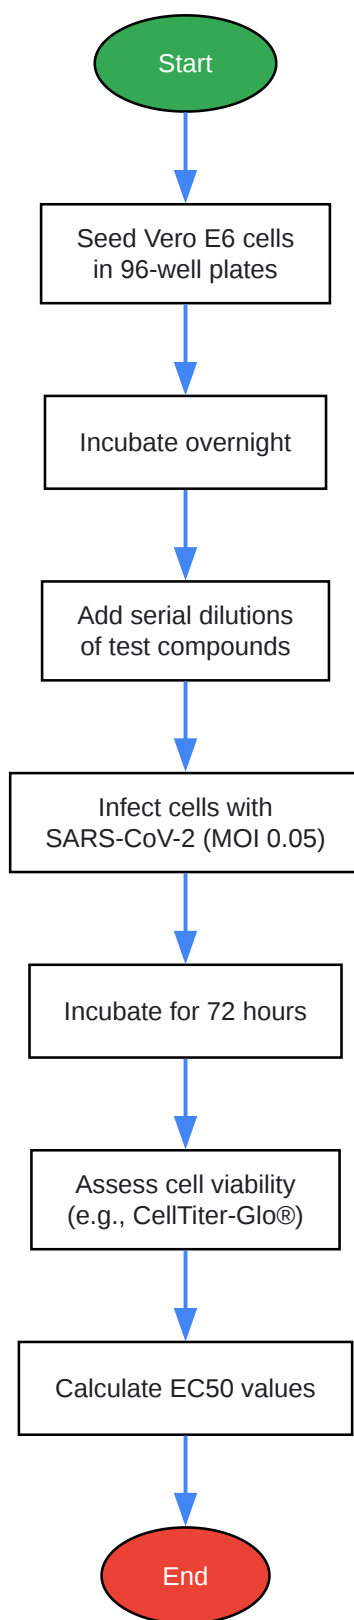 Start
Seed Vero E6 cells
in 96-well plates
Incubate overnight
Add serial dilutions
of test compounds
Infect cells with
SARS-CoV-2 (MOI 0.05)
Incubate for 72 hours
Assess cell viability
(e.g., CellTiter-Glo®)
Calculate EC50 values
End